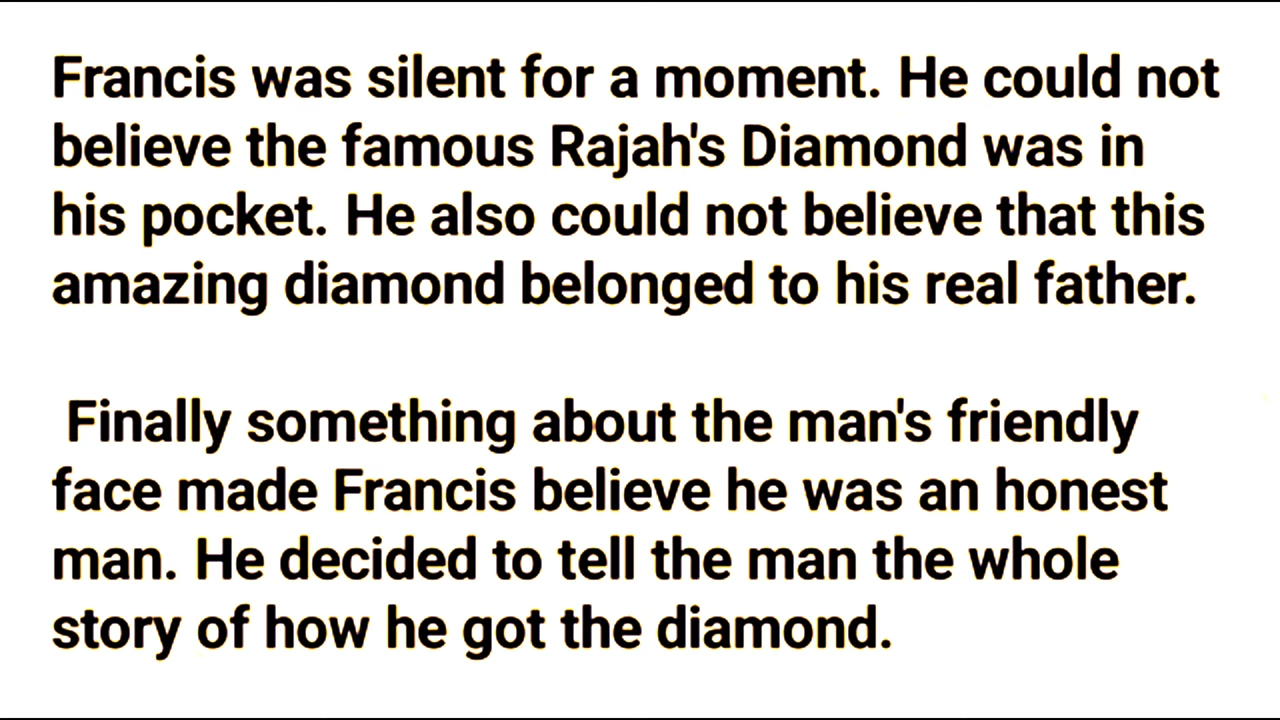 Francis was silent for a moment. He could not
believe the famous Rajah's Diamond was in
his pocket. He also could not believe that this
amazing diamond belonged to his real father.
Finally something about the man's friendly
face made Francis believe he was an honest
man. He decided to tell the man the whole
story of how he got the diamond.